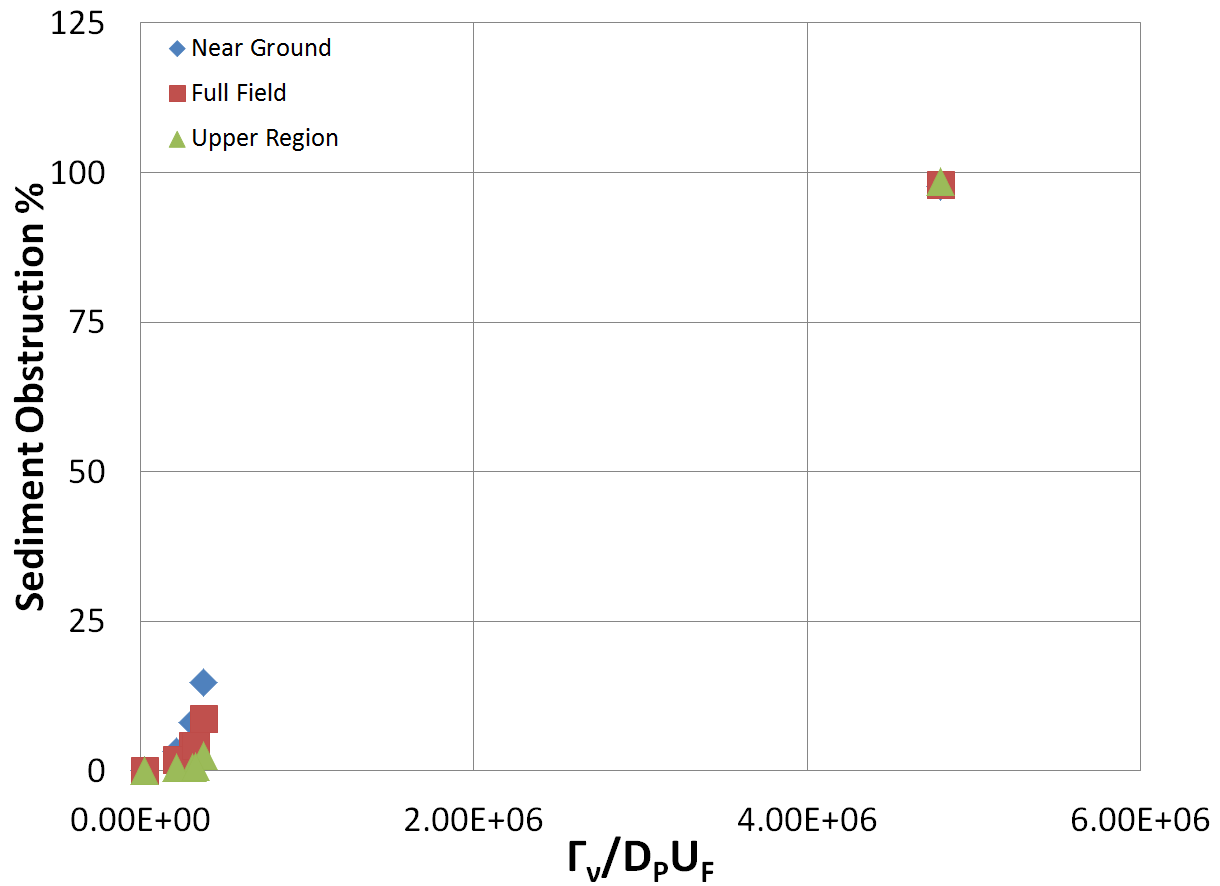 125
Near Ground
Full Field
Upper Region
100
75
50
25
0
Sediment Obstruction %
0.00E+00 2.00E+06 4.00E+06 6.00E+06
Γᵥ/DₚU_F